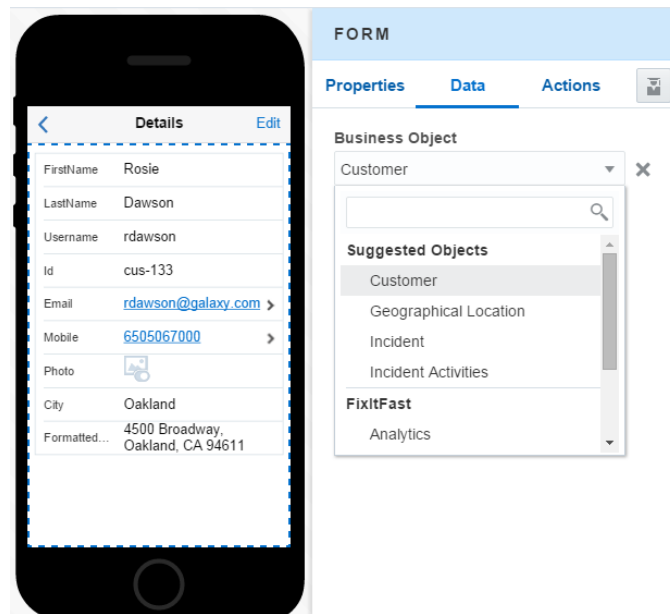 Details
Edit
FirstName Rosie
LastName Dawson
Username rdawson
Id cus-133
Email rdawson@galaxy.com
Mobile 6505067000
Photo
City Oakland
Formatted... 4500 Broadway,
Oakland, CA 94611
FORM
Properties Data Actions
Business Object
Customer
Suggested Objects
Customer
Geographical Location
Incident
Incident Activities
FixItFast
Analytics